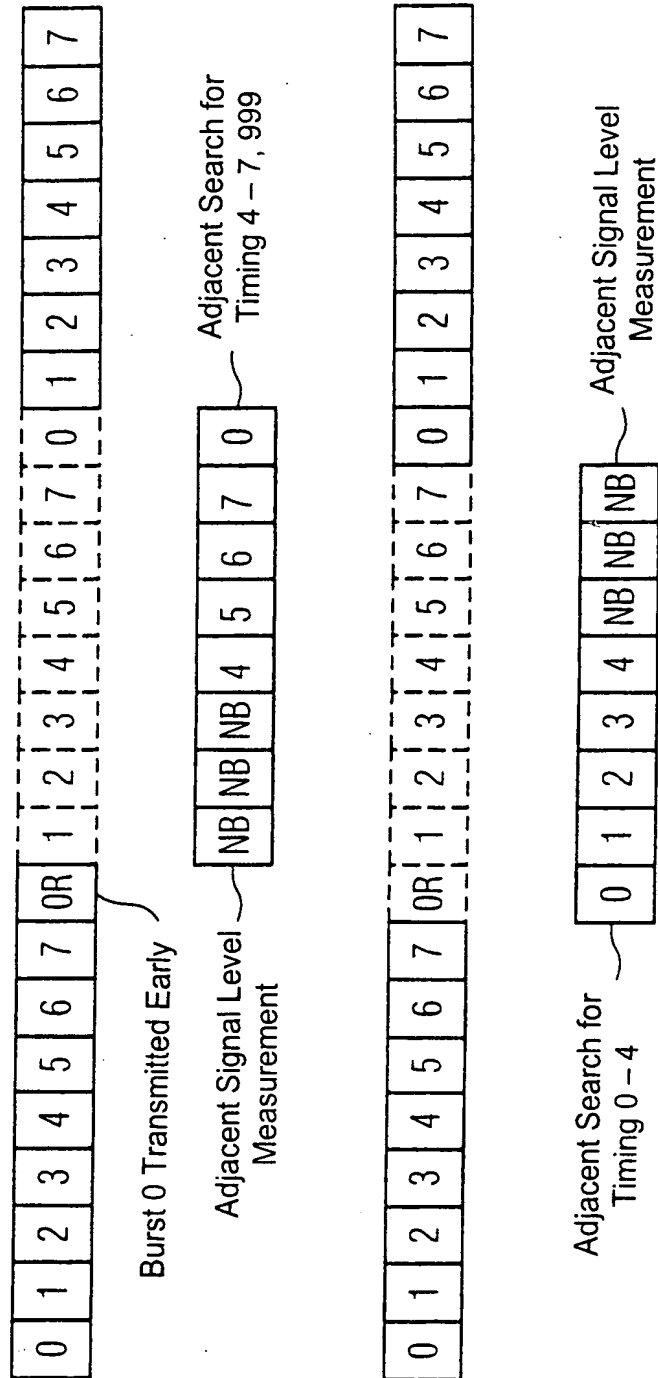 0 1 2 3 4 5 6 7 0R 1 2 3 4 5 6 7 0 1 2 3 4 5 6 7
Burst 0 Transmitted Early
NB NB NB 4 5 6 7 0
Adjacent Signal Level
Measurement
Adjacent Search for
Timing 4 – 7, 999
0 1 2 3 4 5 6 7 0R 1 2 3 4 5 6 7 0 1 2 3 4 5 6 7
0 1 2 3 4 NB NB NB
Adjacent Search for
Timing 0 – 4
Adjacent Signal Level
Measurement